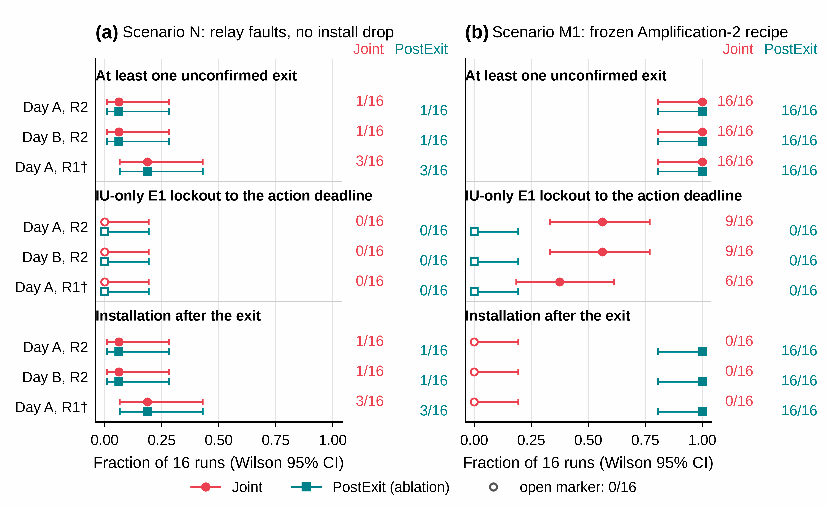 (a) Scenario N: relay faults, no install drop
Joint PostExit
At least one unconfirmed exit
Day A, R2 1/16 1/16
Day B, R2 1/16 1/16
Day A, R1† 3/16 3/16
IU-only E1 lockout to the action deadline
Day A, R2 0/16 0/16
Day B, R2 0/16 0/16
Day A, R1† 0/16 0/16
Installation after the exit
Day A, R2 1/16 1/16
Day B, R2 1/16 1/16
Day A, R1† 3/16 3/16
0.00 0.25 0.50 0.75 1.00
Fraction of 16 runs (Wilson 95% CI)
(b) Scenario M1: frozen Amplification-2 recipe
Joint PostExit
At least one unconfirmed exit
16/16 16/16
16/16 16/16
16/16 16/16
IU-only E1 lockout to the action deadline
9/16 0/16
9/16 0/16
6/16 0/16
Installation after the exit
0/16 16/16
0/16 16/16
0/16 16/16
0.00 0.25 0.50 0.75 1.00
Fraction of 16 runs (Wilson 95% CI)
Joint PostExit (ablation) open marker: 0/16